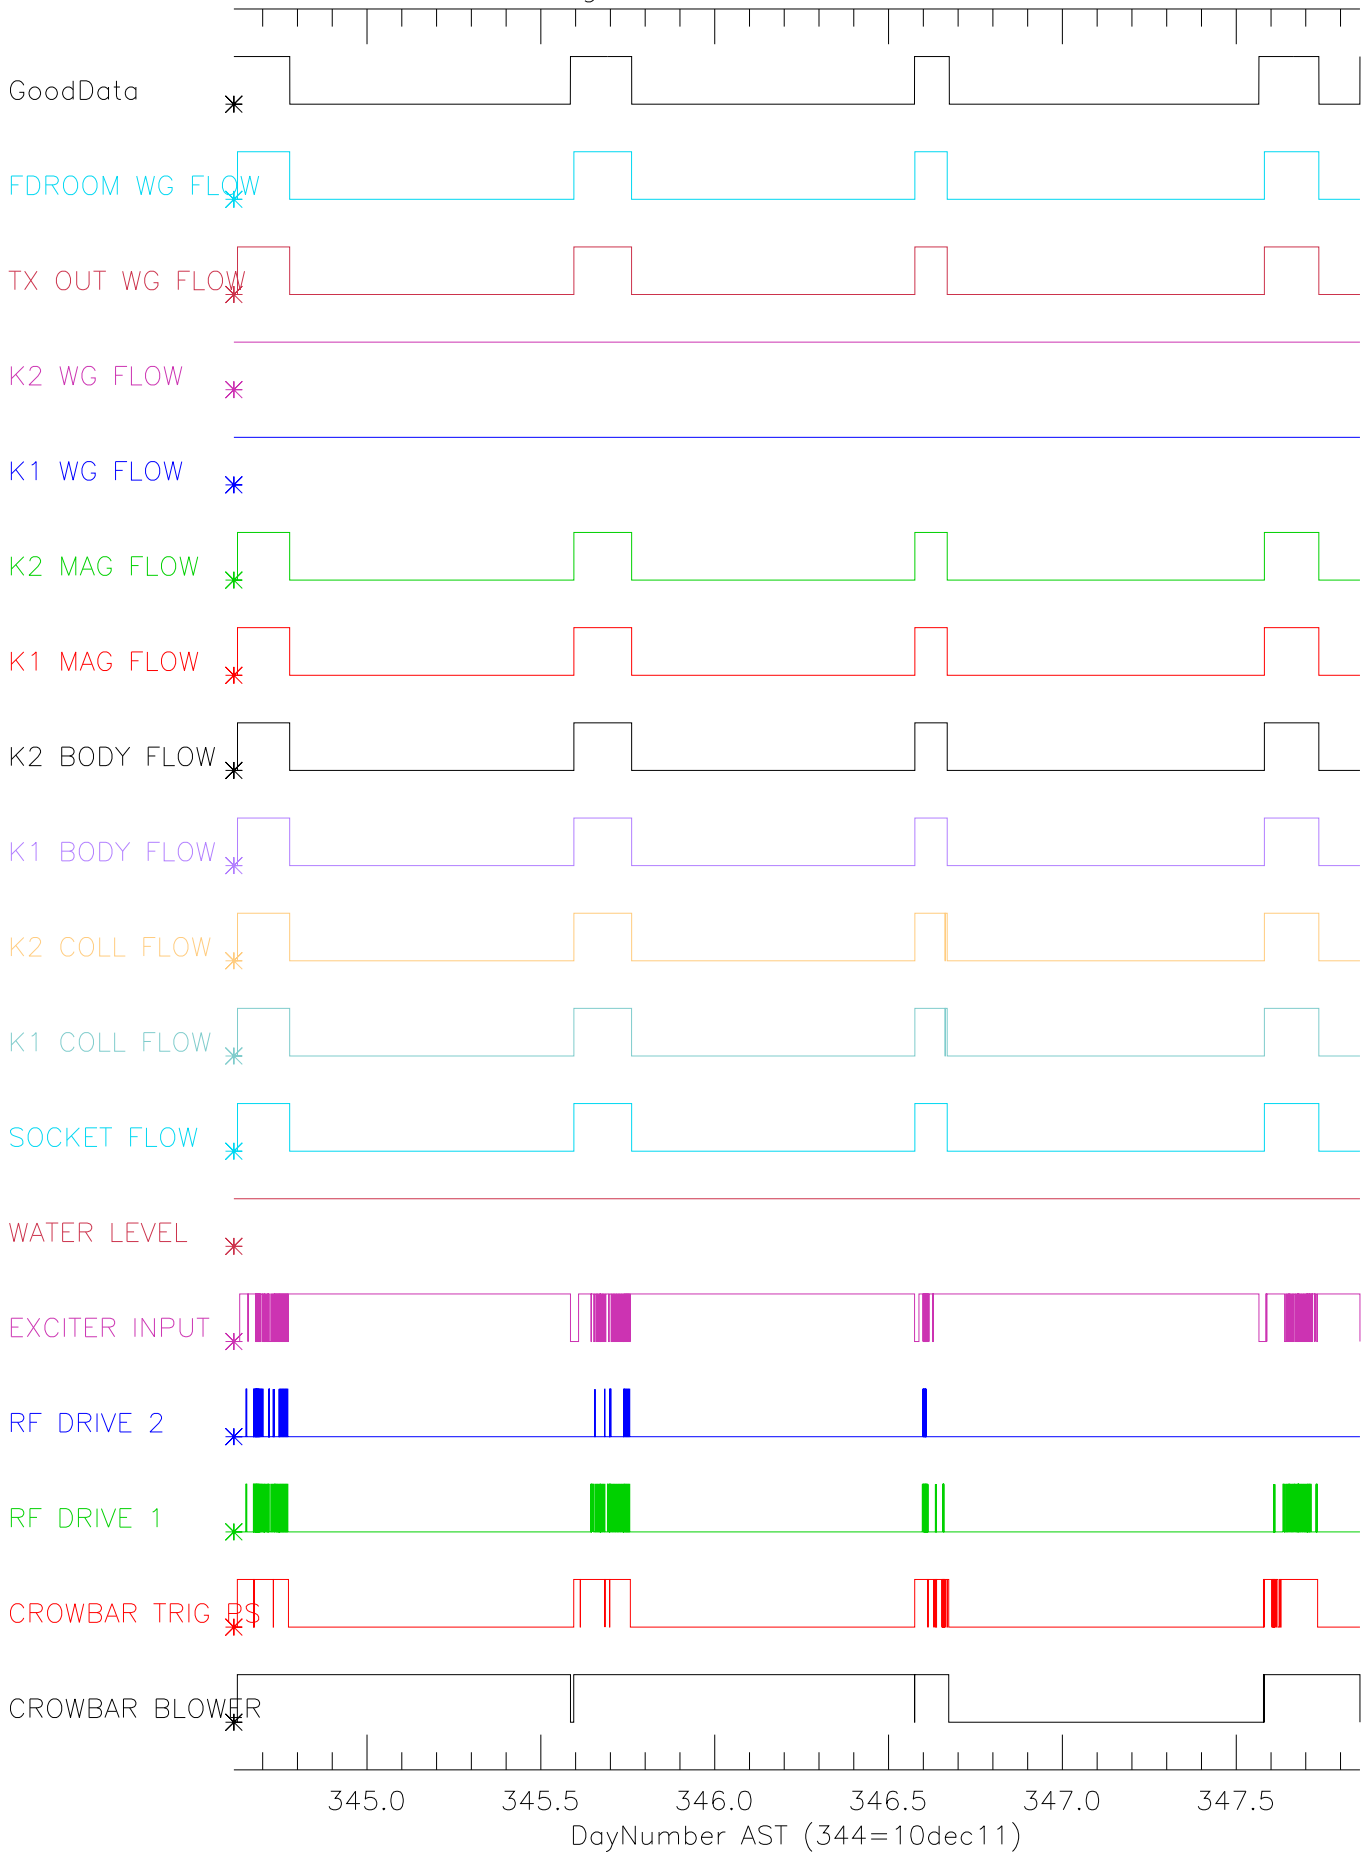 GoodData
FDROOM WG FLOW
TX OUT WG FLOW
K2 WG FLOW
K1 WG FLOW
K2 MAG FLOW
K1 MAG FLOW
K2 BODY FLOW
K1 BODY FLOW
K2 COLL FLOW
K1 COLL FLOW
SOCKET FLOW
WATER LEVEL
EXCITER INPUT
RF DRIVE 2
RF DRIVE 1
CROWBAR TRIG PS
CROWBAR BLOWER
345.0 345.5 346.0 346.5 347.0 347.5
DayNumber AST (344=10dec11)